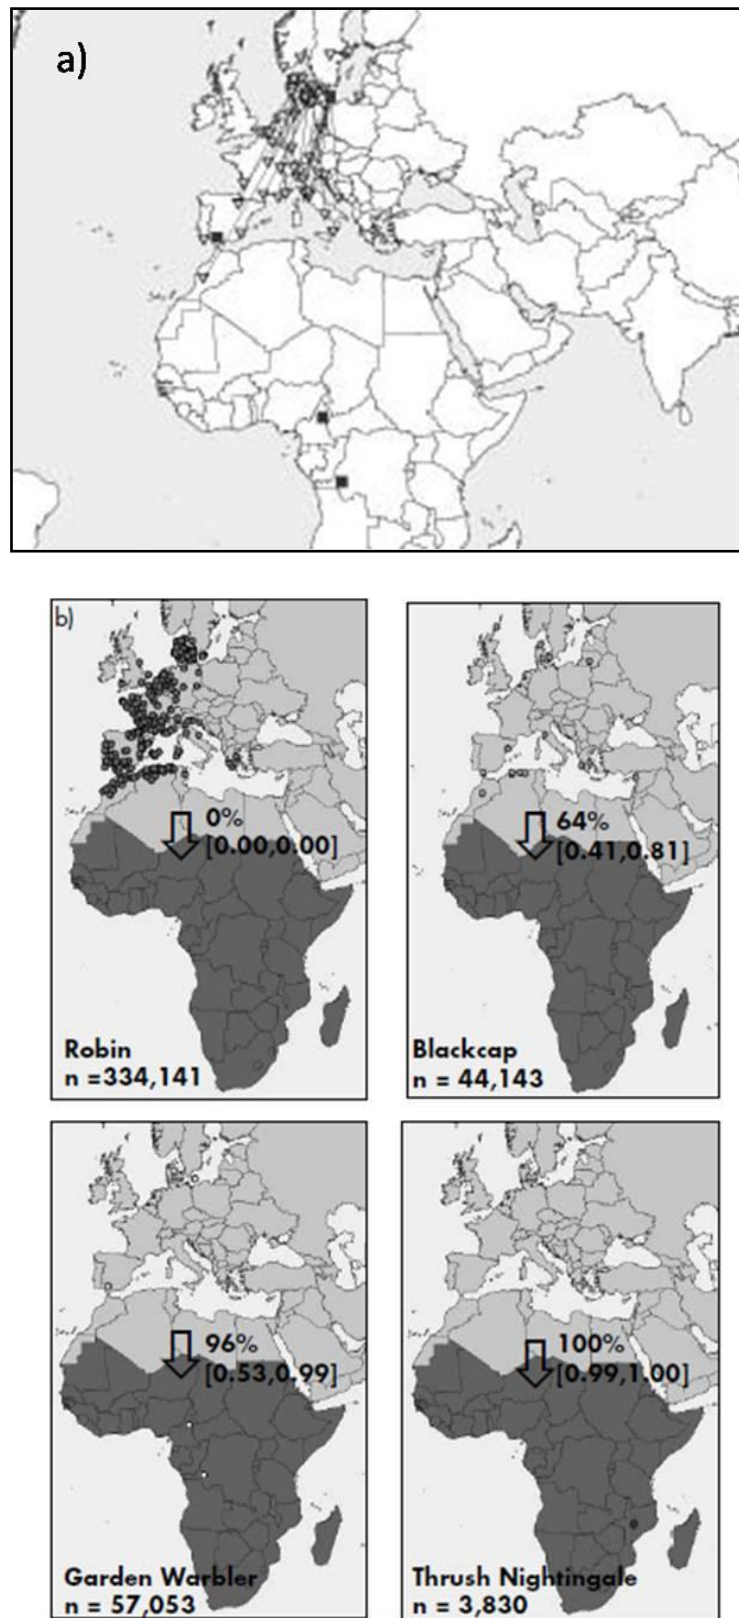 a)
b)
0%
[0.00,0.00]
Robin
n =334,141
64%
[0.41,0.81]
Blackcap
n = 44,143
96%
[0.53,0.99]
Garden Warbler
n = 57,053
100%
[0.99,1.00]
Thrush Nightingale
n = 3,830